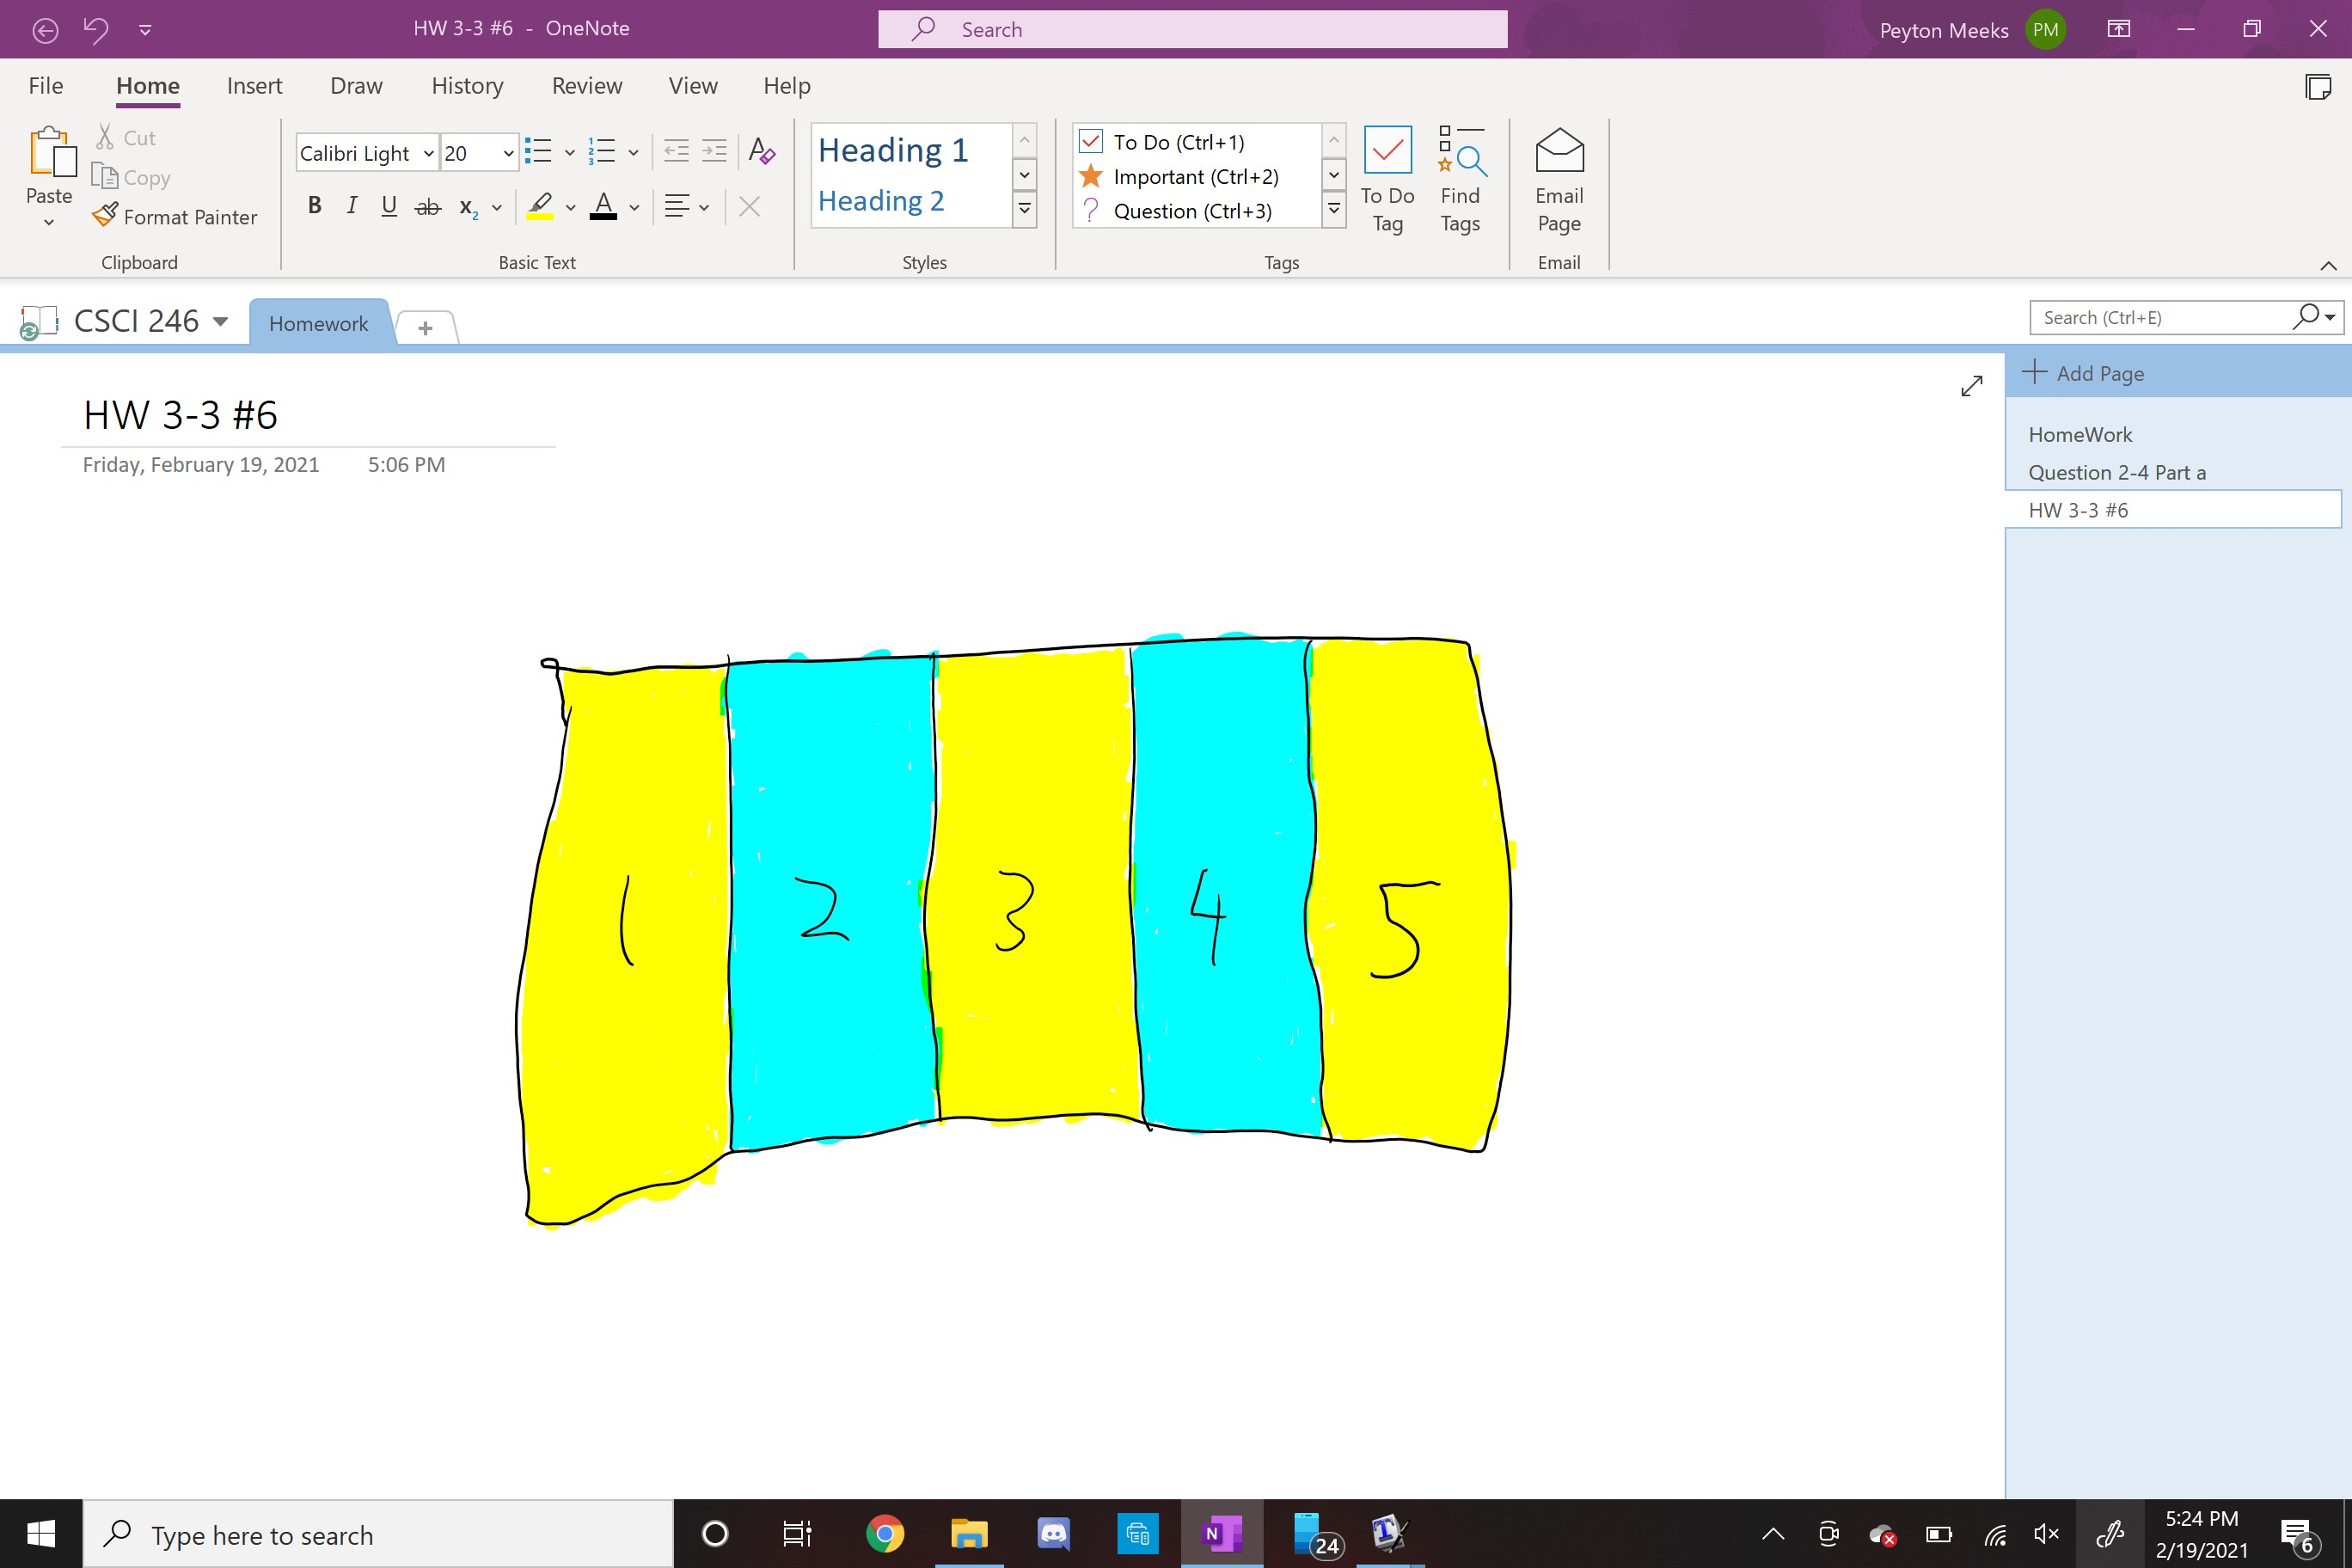 HW 3-3 #6 - OneNote
Search
Peyton Meeks
PM
File Home Insert Draw History Review View Help
Paste
Cut
Copy
Format Painter
Clipboard
Calibri Light 20
B I U ab X2 A
Basic Text
Heading 1
Heading 2
Styles
To Do (Ctrl+1)
Important (Ctrl+2)
Question (Ctrl+3)
To Do Tag
Find Tags
Tags
Email Page
Email
CSCI 246
Homework
Search (Ctrl+E)
Add Page
HomeWork
Question 2-4 Part a
HW 3-3 #6
HW 3-3 #6
Friday, February 19, 2021 5:06 PM
1 2 3 4 5
Type here to search
N
24
5:24 PM
2/19/2021
6